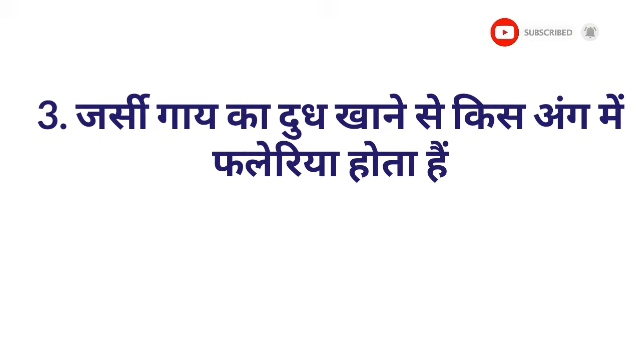 SUBSCRIBED
3. जर्सी गाय का दुध खाने से किस अंग में
फलेरिया होता हैं